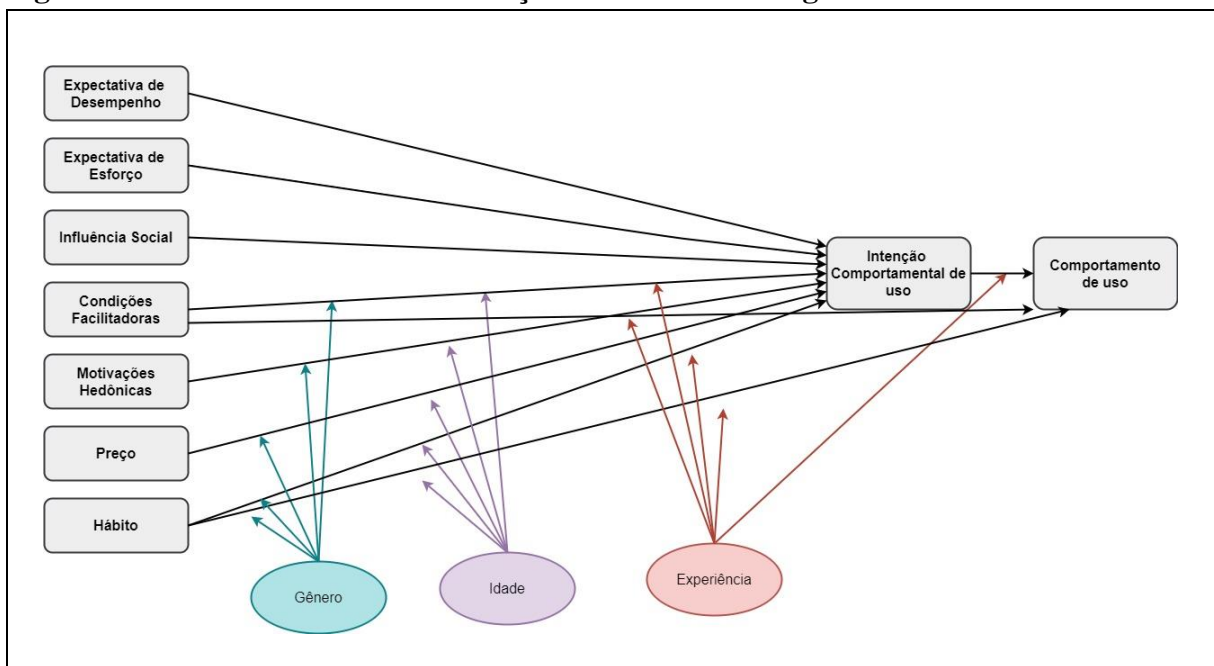 Expectativa de
Desempenho
Expectativa de
Esforço
Influência Social
Condições
Facilitadoras
Motivações
Hedônicas
Preço
Hábito
Intenção
Comportamental de
uso
Comportamento
de uso
Gênero
Idade
Experiência